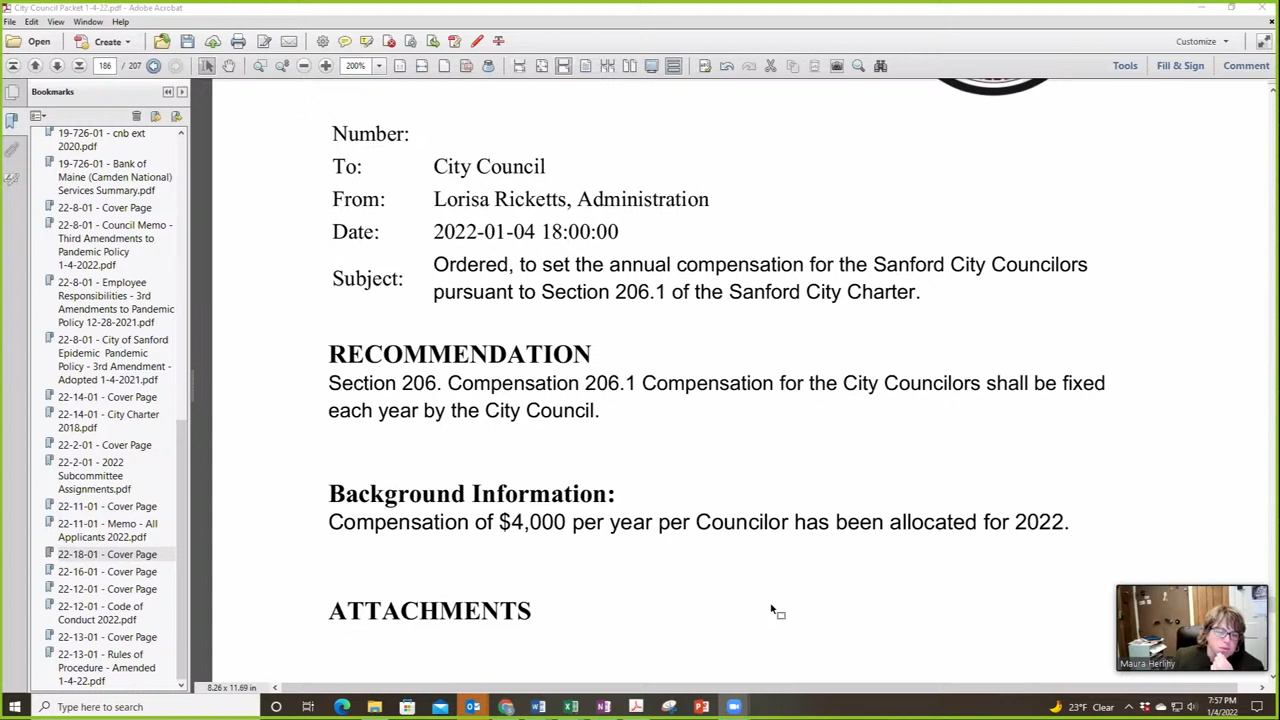 City Council Packet 1-4-22.pdf - Adobe Acrobat
File Edit View Window Help
Open Create Customize
186 / 207 200% Tools Fill & Sign Comment
Bookmarks
19-726-01 - cnb ext
2020.pdf
19-726-01 - Bank of
Maine (Camden National)
Services Summary.pdf
22-8-01 - Cover Page
22-8-01 - Council Memo -
Third Amendments to
Pandemic Policy
1-4-2022.pdf
22-8-01 - Employee
Responsibilities - 3rd
Amendments to Pandemic
Policy 12-28-2021.pdf
22-8-01 - City of Sanford
Epidemic Pandemic
Policy - 3rd Amendment -
Adopted 1-4-2021.pdf
22-14-01 - Cover Page
22-14-01 - City Charter
2018.pdf
22-2-01 - Cover Page
22-2-01 - 2022
Subcommittee
Assignments.pdf
22-11-01 - Cover Page
22-11-01 - Memo - All
Applicants 2022.pdf
22-18-01 - Cover Page
22-16-01 - Cover Page
22-12-01 - Cover Page
22-12-01 - Code of
Conduct 2022.pdf
22-13-01 - Cover Page
22-13-01 - Rules of
Procedure - Amended
1-4-22.pdf
Number:
To: City Council
From: Lorisa Ricketts, Administration
Date: 2022-01-04 18:00:00
Subject: Ordered, to set the annual compensation for the Sanford City Councilors
pursuant to Section 206.1 of the Sanford City Charter.
RECOMMENDATION
Section 206. Compensation 206.1 Compensation for the City Councilors shall be fixed
each year by the City Council.
Background Information:
Compensation of $4,000 per year per Councilor has been allocated for 2022.
ATTACHMENTS
Maura Herlihy
8.26 x 11.69 in
Type here to search
23°F Clear
7:57 PM
1/4/2022